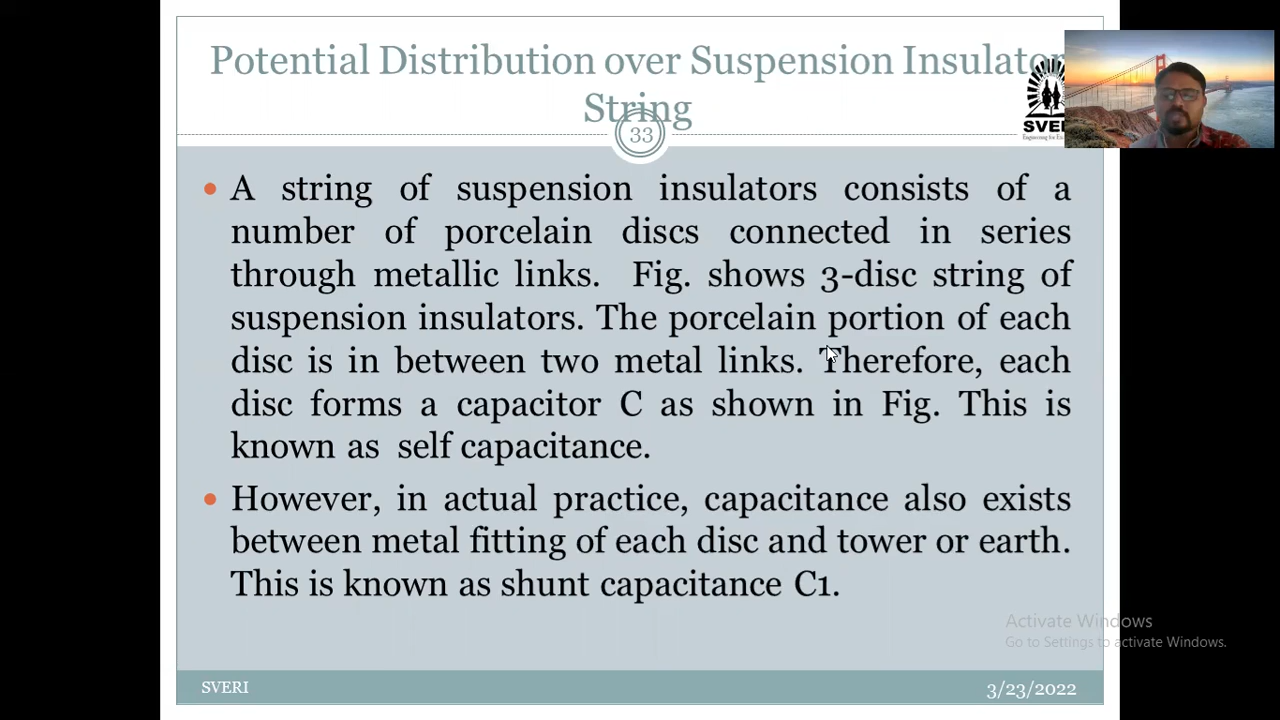 Potential Distribution over Suspension Insulator
String
33
SVERI
• A string of suspension insulators consists of a
number of porcelain discs connected in series
through metallic links. Fig. shows 3-disc string of
suspension insulators. The porcelain portion of each
disc is in between two metal links. Therefore, each
disc forms a capacitor C as shown in Fig. This is
known as self capacitance.
• However, in actual practice, capacitance also exists
between metal fitting of each disc and tower or earth.
This is known as shunt capacitance C1.
Activate Windows
Go to Settings to activate Windows.
SVERI
3/23/2022